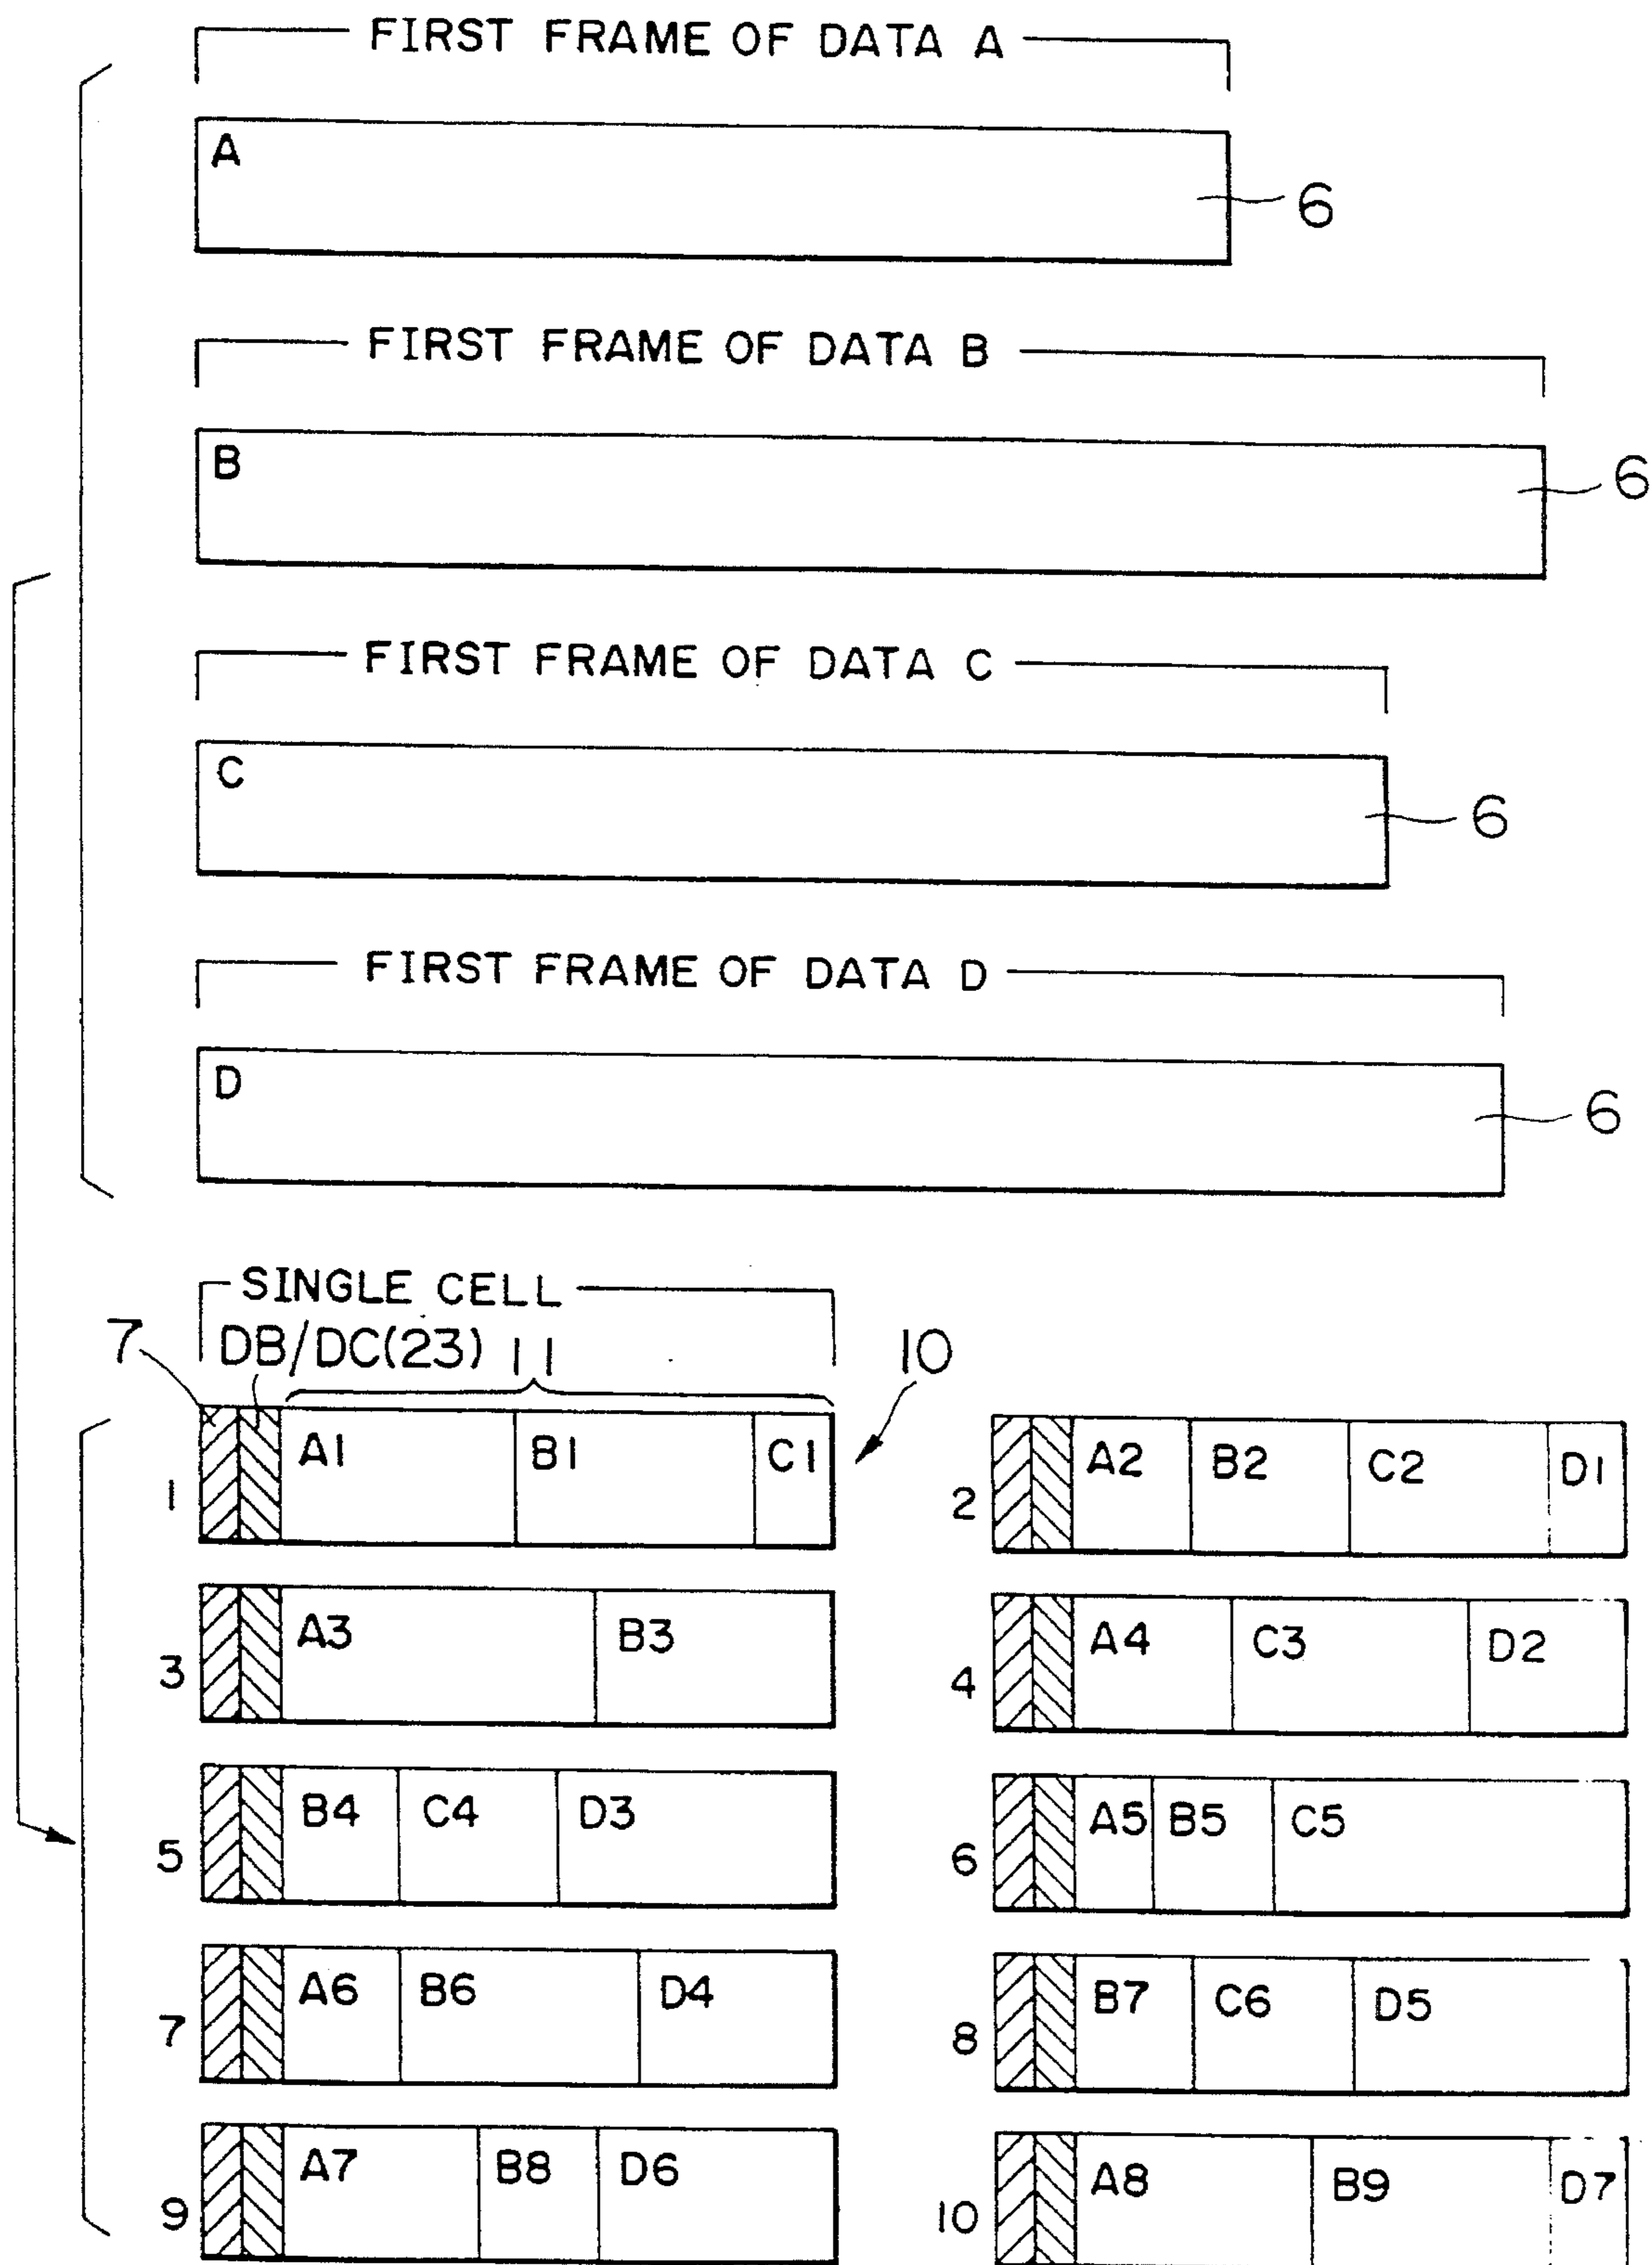 FIRST FRAME OF DATA A
A
6
FIRST FRAME OF DATA B
B
6
FIRST FRAME OF DATA C
C
6
FIRST FRAME OF DATA D
D
6
SINGLE CELL
7 DB/DC(23) 11 10
1 A1 B1 C1
2 A2 B2 C2 D1
3 A3 B3
4 A4 C3 D2
5 B4 C4 D3
6 A5 B5 C5
7 A6 B6 D4
8 B7 C6 D5
9 A7 B8 D6
10 A8 B9 D7